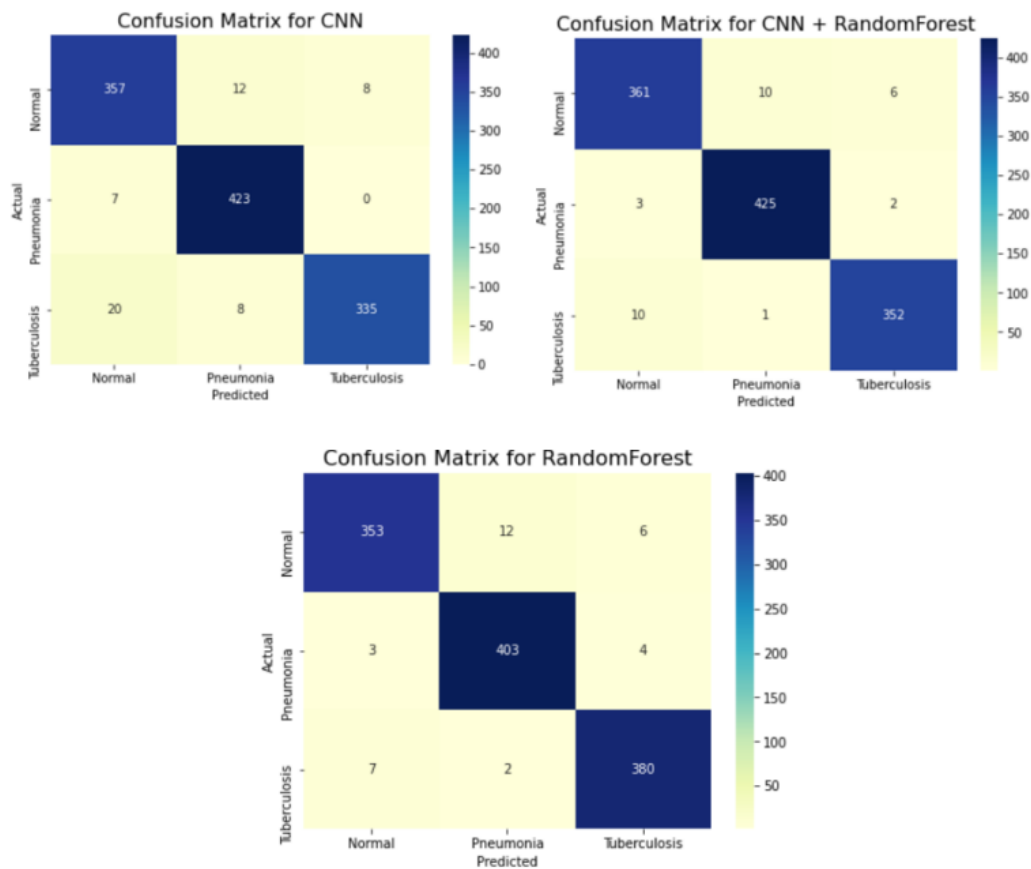 Confusion Matrix for CNN
Normal 357 12 8
Pneumonia 7 423 0
Tuberculosis 20 8 335
Actual
Normal Pneumonia Tuberculosis
Predicted
400
350
300
250
200
150
100
50
0
Confusion Matrix for CNN + RandomForest
Normal 361 10 6
Pneumonia 3 425 2
Tuberculosis 10 1 352
Actual
Normal Pneumonia Tuberculosis
Predicted
400
350
300
250
200
150
100
50
Confusion Matrix for RandomForest
Normal 353 12 6
Pneumonia 3 403 4
Tuberculosis 7 2 380
Actual
Normal Pneumonia Tuberculosis
Predicted
400
350
300
250
200
150
100
50